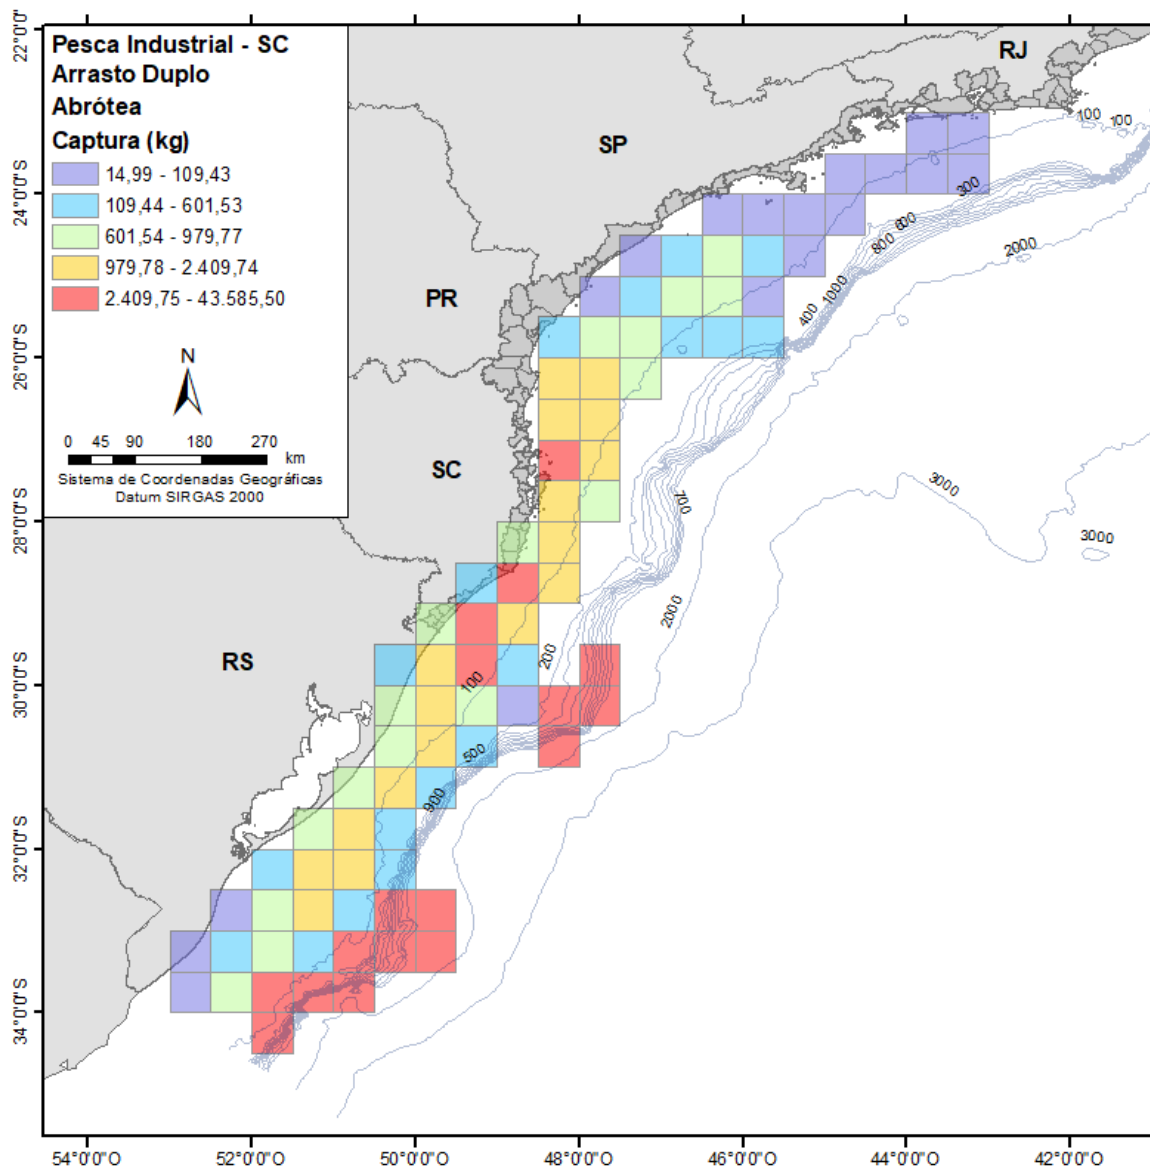 Pesca Industrial - SC
Arrasto Duplo
Abrótea
Captura (kg)
14,99 - 109,43
109,44 - 601,53
601,54 - 979,77
979,78 - 2.409,74
2.409,75 - 43.585,50
N
0 45 90 180 270
km
Sistema de Coordenadas Geográficas
Datum SIRGAS 2000
RJ
SP
PR
SC
RS
100
100
300
600
800
2000
1000
400
700
3000
3000
2000
200
100
500
900
22°0'0"S
24°0'0"S
26°0'0"S
28°0'0"S
30°0'0"S
32°0'0"S
34°0'0"S
54°0'0"O 52°0'0"O 50°0'0"O 48°0'0"O 46°0'0"O 44°0'0"O 42°0'0"O